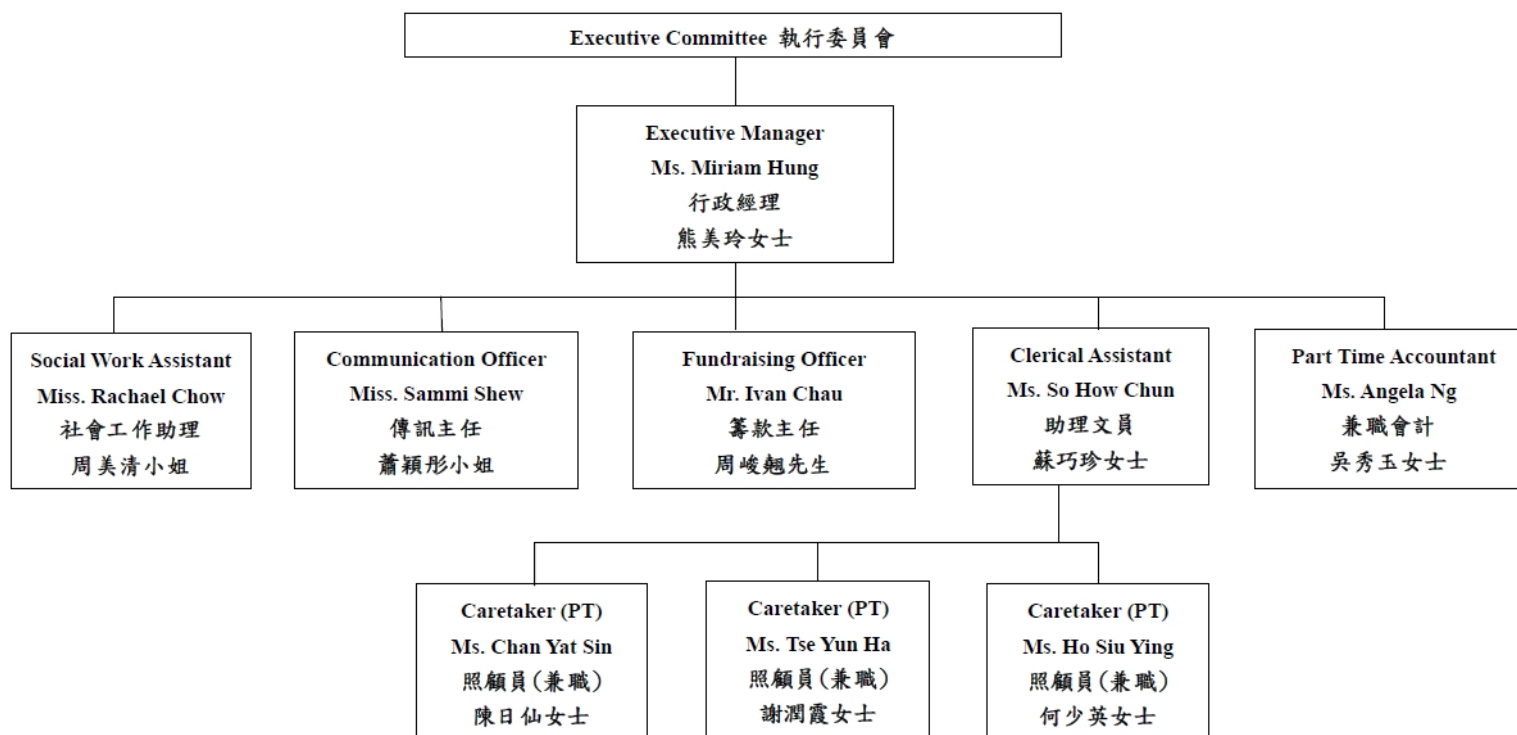 Executive Committee 執行委員會
Executive Manager
Ms. Miriam Hung
行政經理
熊美玲女士
Social Work Assistant
Miss. Rachael Chow
社會工作助理
周美清小姐
Communication Officer
Miss. Sammi Shew
傳訊主任
蕭穎彤小姐
Fundraising Officer
Mr. Ivan Chau
籌款主任
周峻翹先生
Clerical Assistant
Ms. So How Chun
助理文員
蘇巧珍女士
Part Time Accountant
Ms. Angela Ng
兼職會計
吳秀玉女士
Caretaker (PT)
Ms. Chan Yat Sin
照顧員(兼職)
陳日仙女士
Caretaker (PT)
Ms. Tse Yun Ha
照顧員(兼職)
謝潤霞女士
Caretaker (PT)
Ms. Ho Siu Ying
照顧員(兼職)
何少英女士